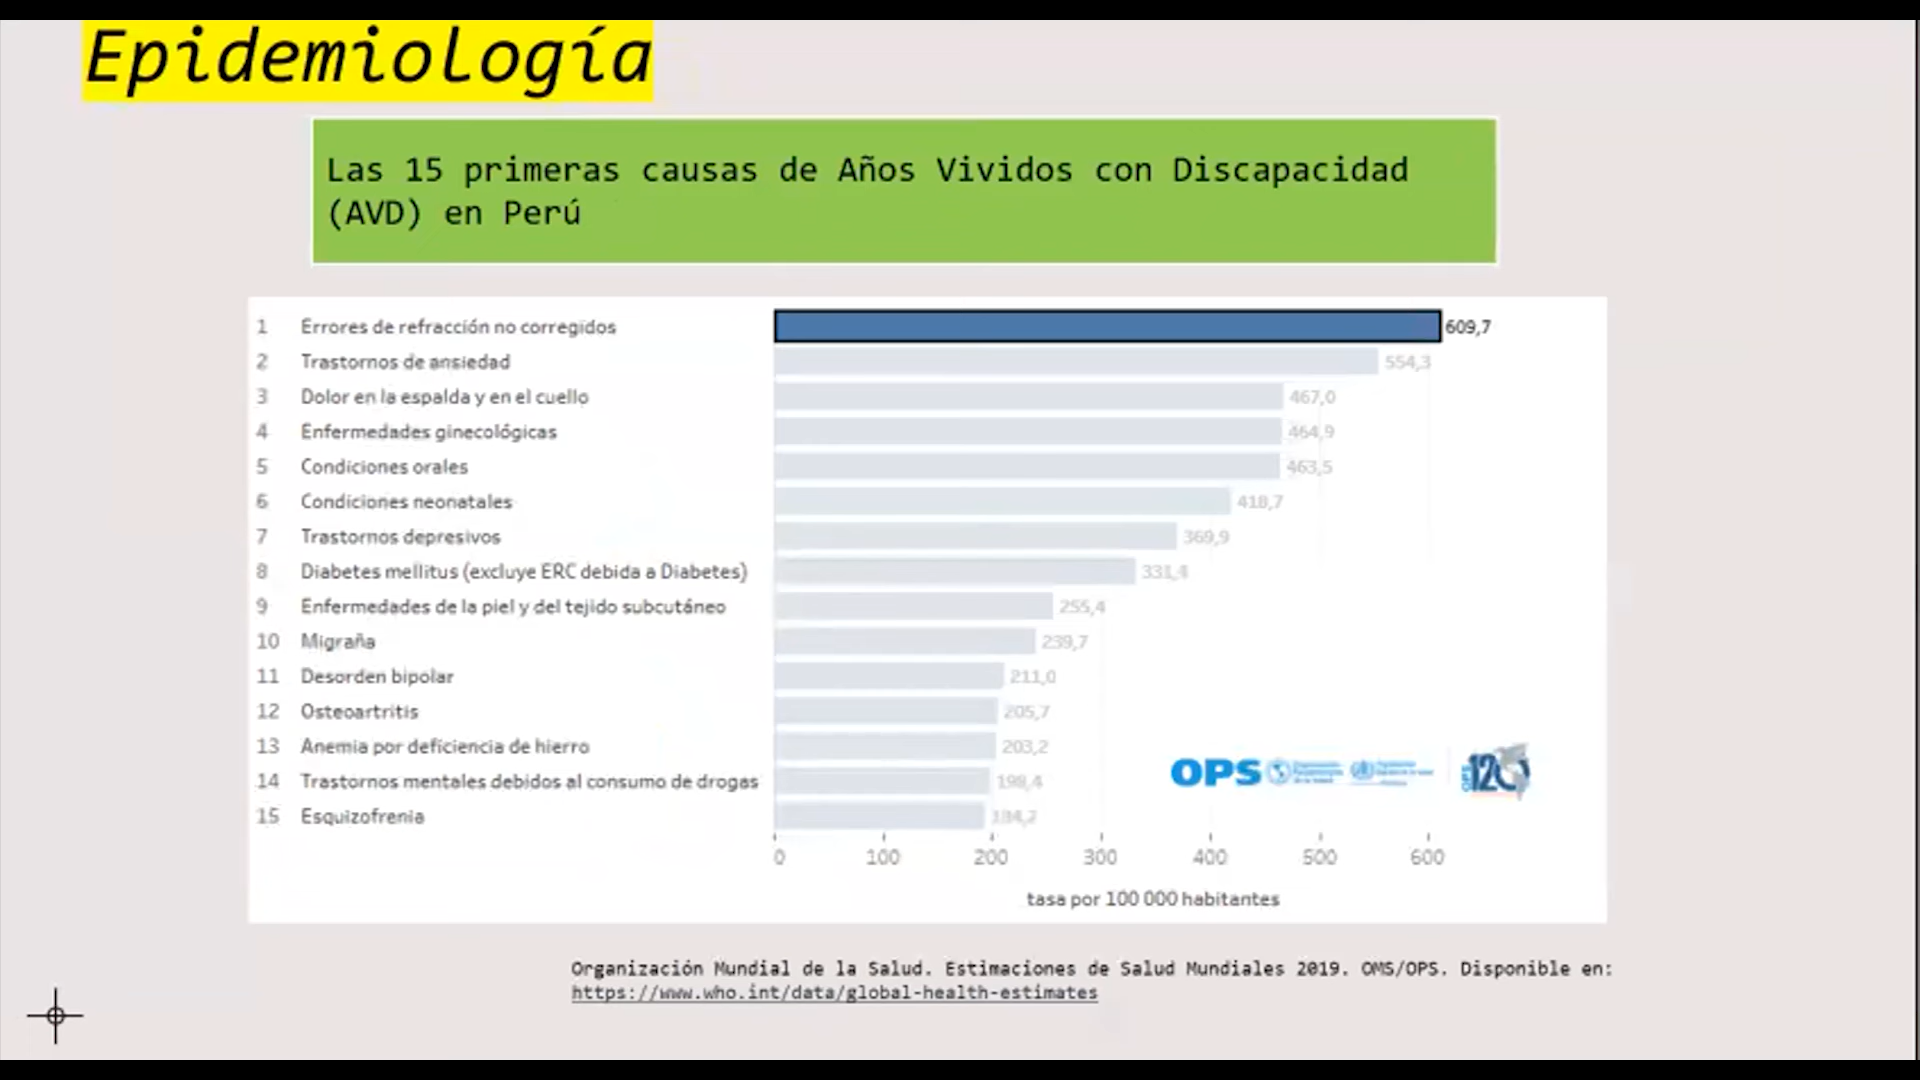 Epidemiología
Las 15 primeras causas de Años Vividos con Discapacidad
(AVD) en Perú
1 Errores de refracción no corregidos 609,7
2 Trastornos de ansiedad 554,3
3 Dolor en la espalda y en el cuello 467,0
4 Enfermedades ginecológicas 464,9
5 Condiciones orales 463,5
6 Condiciones neonatales 418,7
7 Trastornos depresivos 369,9
8 Diabetes mellitus (excluye ERC debida a Diabetes) 331,4
9 Enfermedades de la piel y del tejido subcutáneo 255,4
10 Migraña 239,7
11 Desorden bipolar 211,0
12 Osteoartritis 205,7
13 Anemia por deficiencia de hierro 203,2
14 Trastornos mentales debidos al consumo de drogas
15 Esquizofrenia
OPS
OPS 120
0 100 200 300 400 500 600
tasa por 100 000 habitantes
Organización Mundial de la Salud. Estimaciones de Salud Mundiales 2019. OMS/OPS. Disponible en:
https://www.who.int/data/global-health-estimates